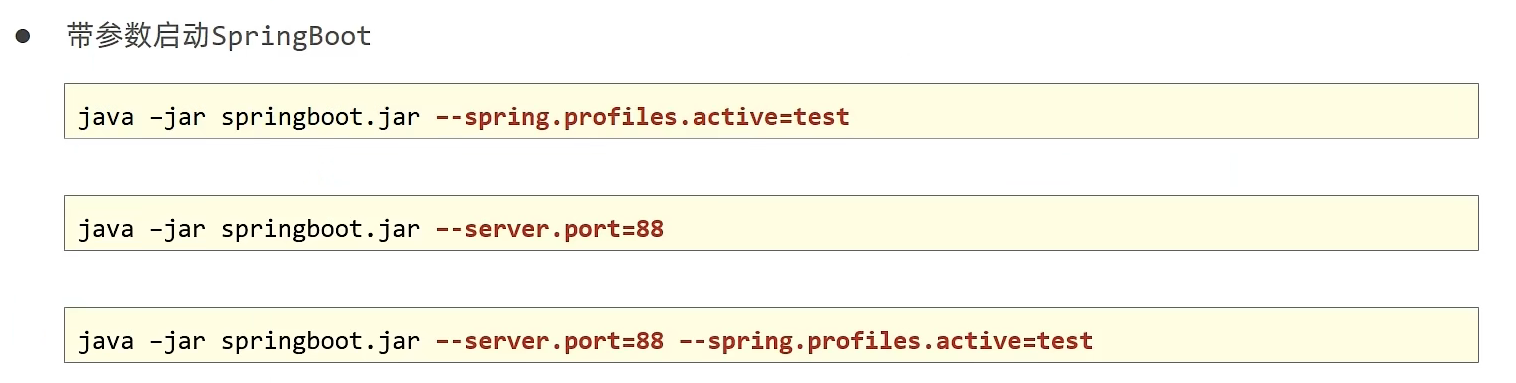 ● 带参数启动SpringBoot
java –jar springboot.jar –-spring.profiles.active=test
java –jar springboot.jar –-server.port=88
java –jar springboot.jar –-server.port=88 –-spring.profiles.active=test